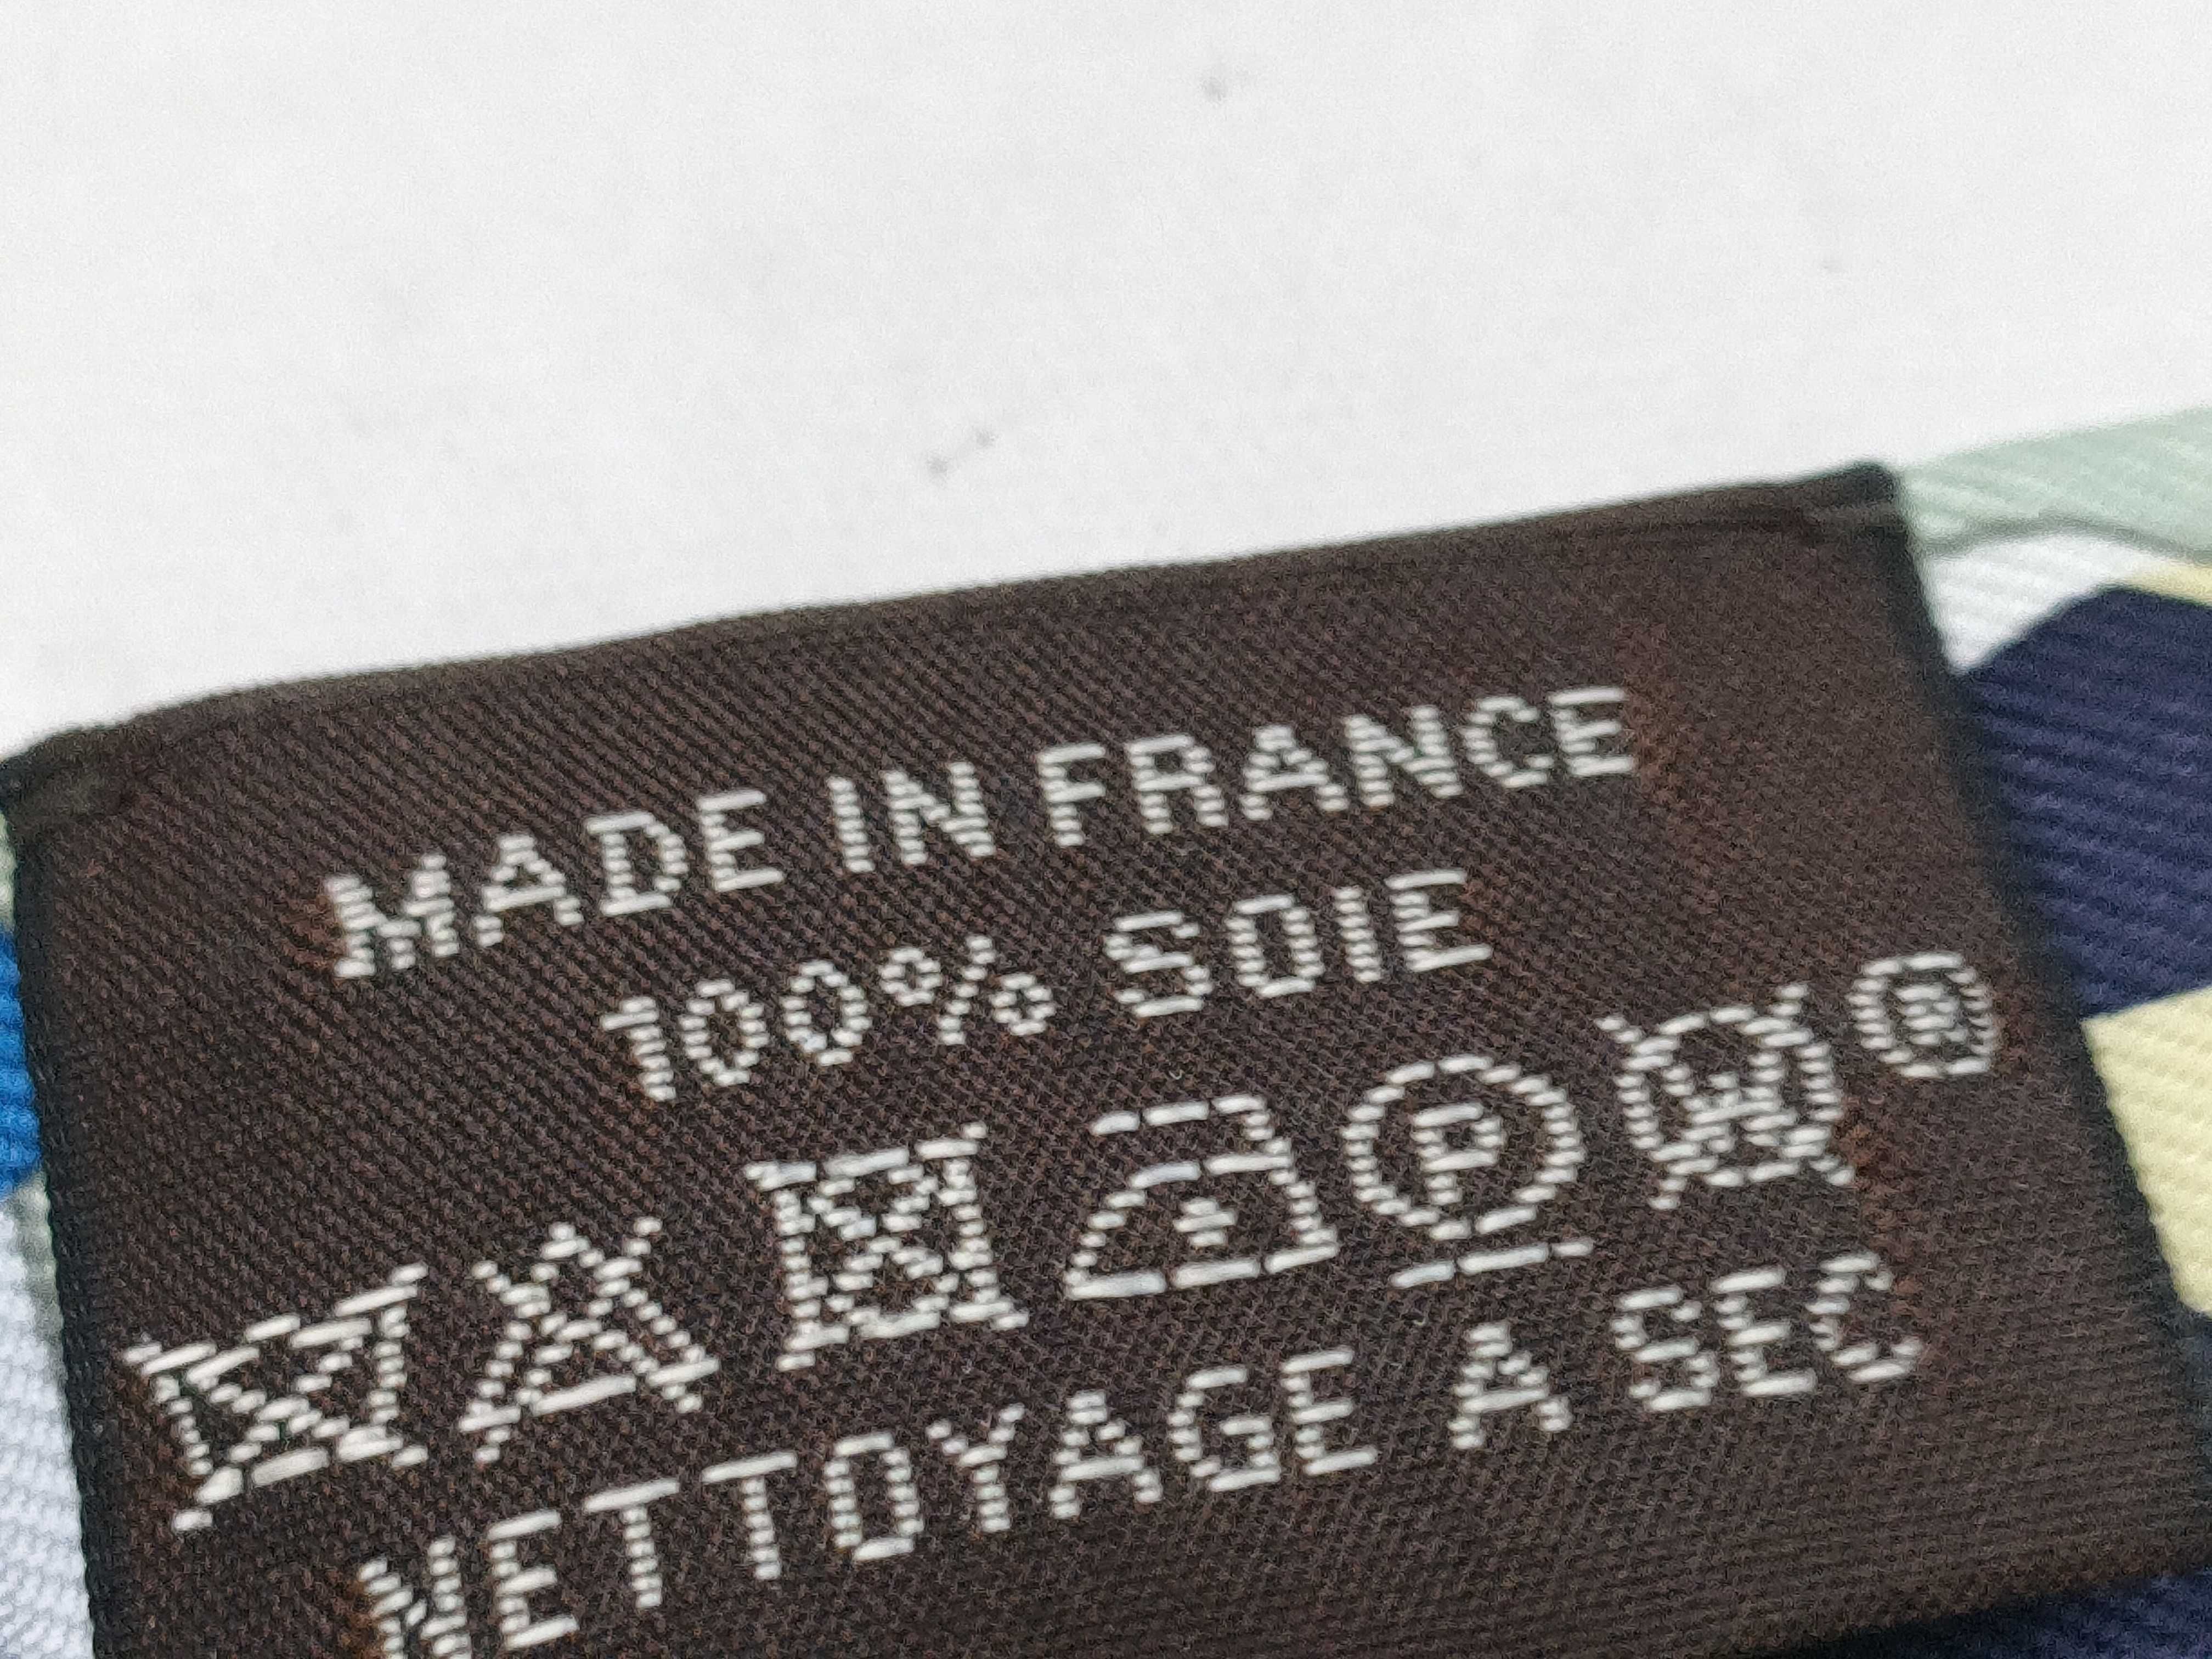 MADE IN FRANCE
100% SOIE
P W ®
NETTOYAGE A SEC